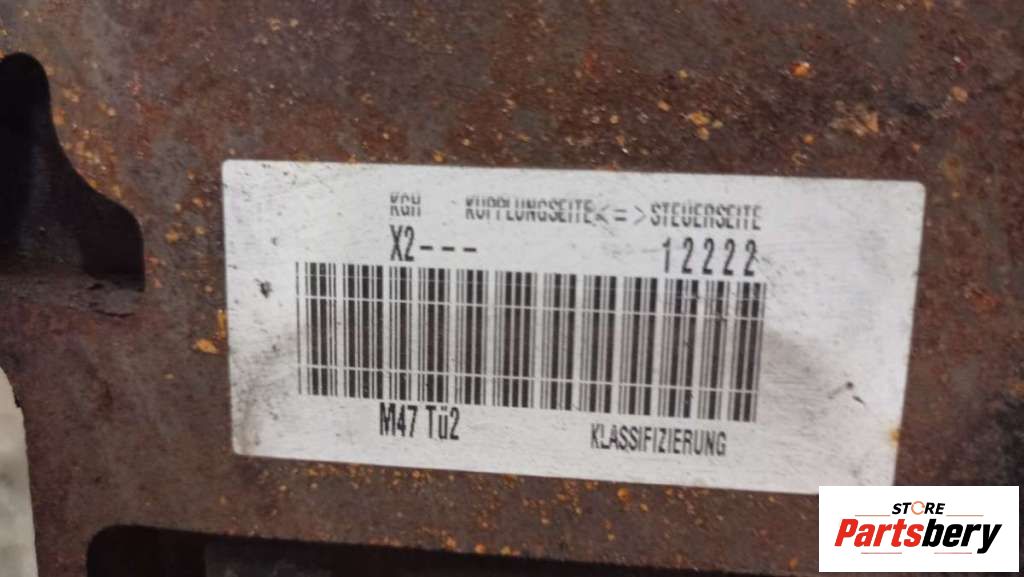 KGH KUPPLUNGSEITE<=>STEUERSEITE
X2--- 12222
M47 Tü2 KLASSIFIZIERUNG
STORE
Partsbery